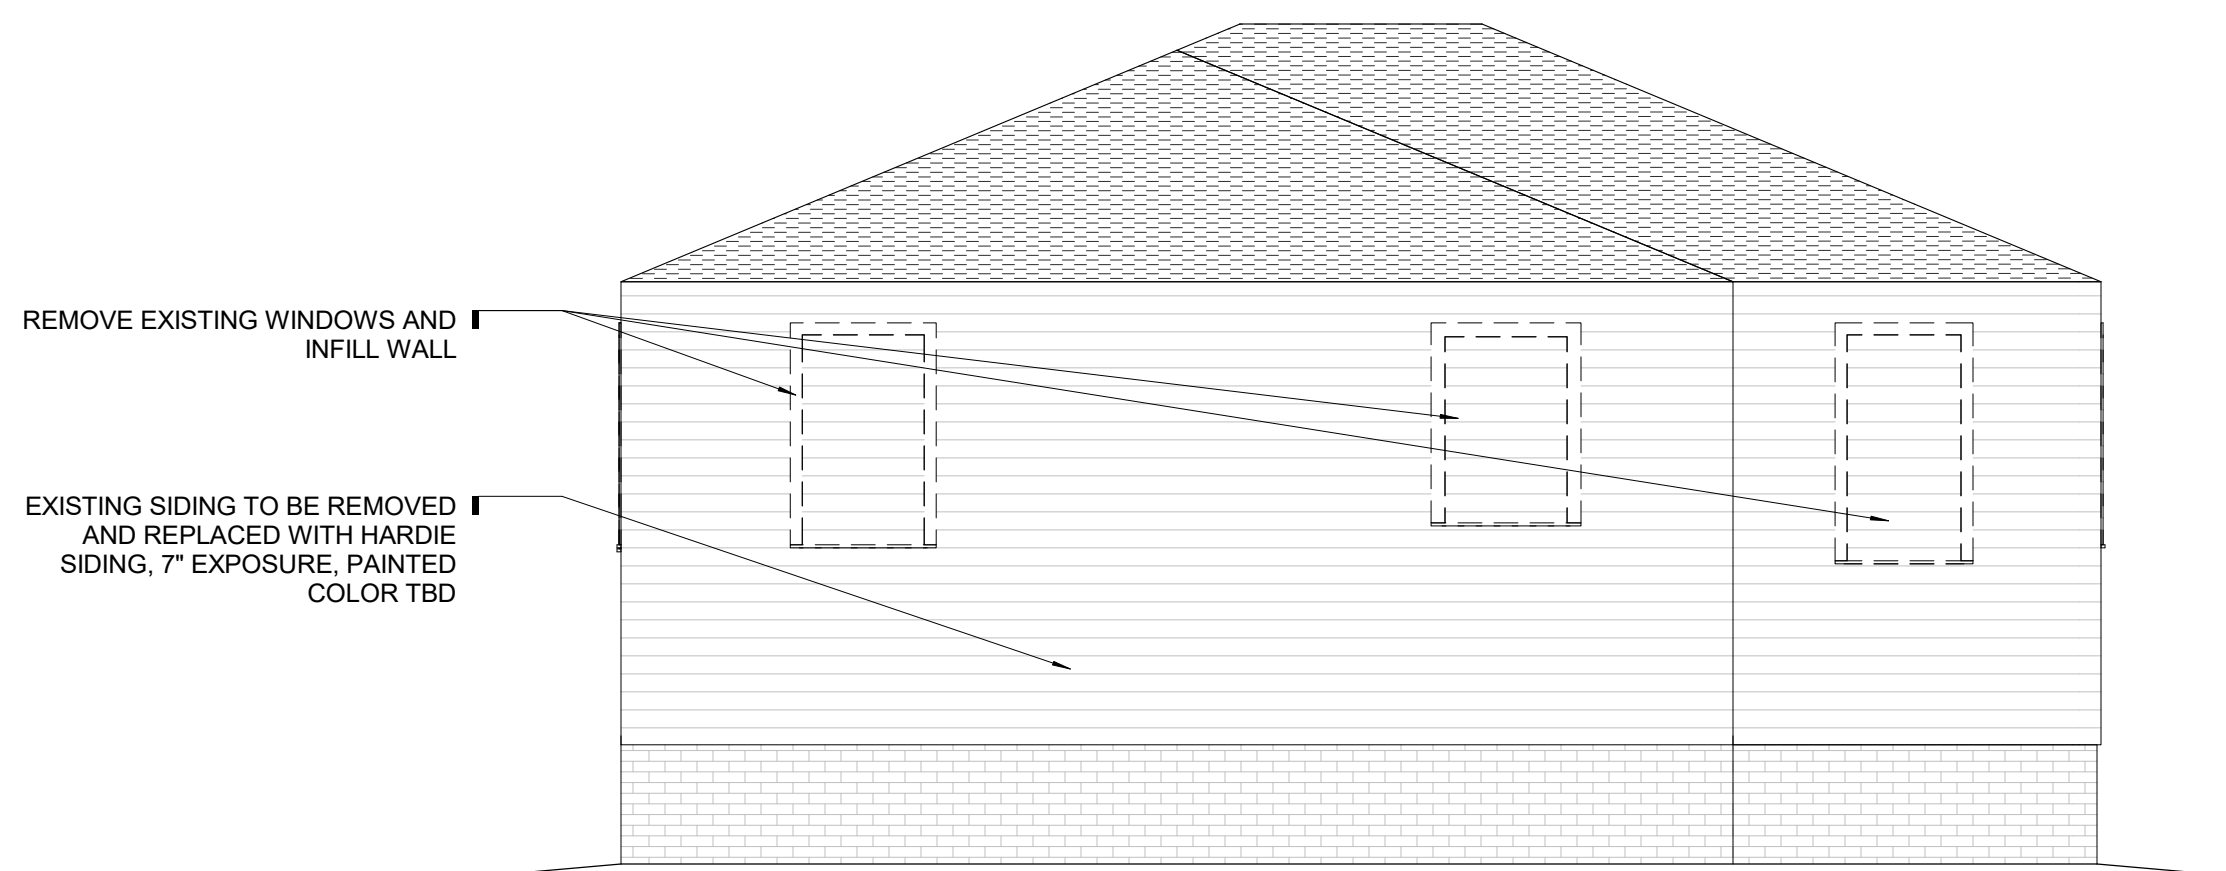 REMOVE EXISTING WINDOWS AND
INFILL WALL
EXISTING SIDING TO BE REMOVED
AND REPLACED WITH HARDIE
SIDING, 7" EXPOSURE, PAINTED
COLOR TBD